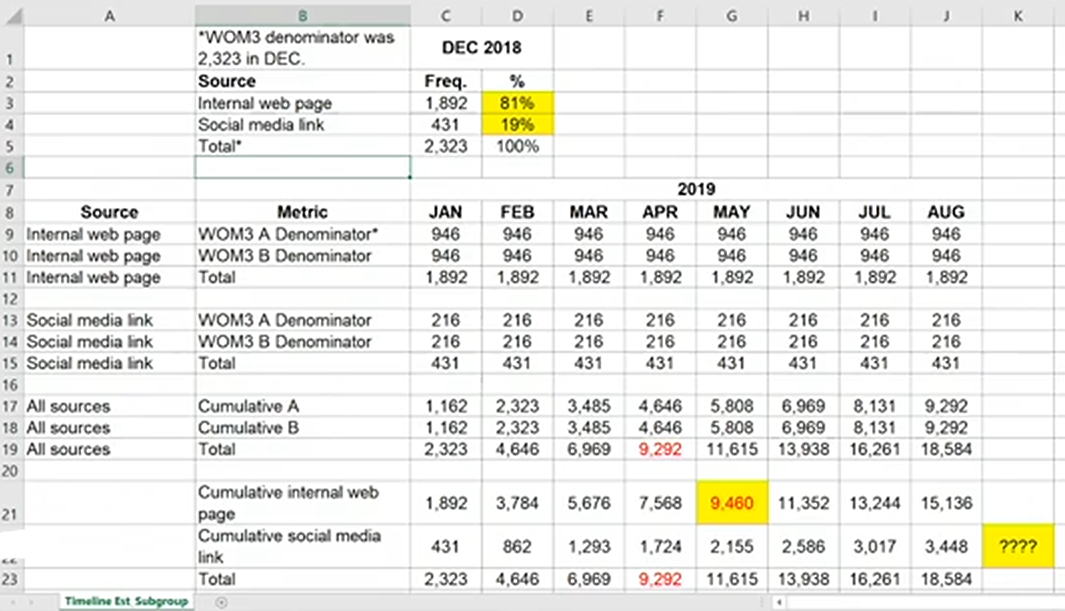 A B C D E F G H I J K
1 *WOM3 denominator was 2,323 in DEC. DEC 2018
2 Source Freq. %
3 Internal web page 1,892 81%
4 Social media link 431 19%
5 Total* 2,323 100%
6
7 2019
8 Source Metric JAN FEB MAR APR MAY JUN JUL AUG
9 Internal web page WOM3 A Denominator* 946 946 946 946 946 946 946 946
10 Internal web page WOM3 B Denominator 946 946 946 946 946 946 946 946
11 Internal web page Total 1,892 1,892 1,892 1,892 1,892 1,892 1,892 1,892
12
13 Social media link WOM3 A Denominator 216 216 216 216 216 216 216 216
14 Social media link WOM3 B Denominator 216 216 216 216 216 216 216 216
15 Social media link Total 431 431 431 431 431 431 431 431
16
17 All sources Cumulative A 1,162 2,323 3,485 4,646 5,808 6,969 8,131 9,292
18 All sources Cumulative B 1,162 2,323 3,485 4,646 5,808 6,969 8,131 9,292
19 All sources Total 2,323 4,646 6,969 9,292 11,615 13,938 16,261 18,584
20
21 Cumulative internal web page 1,892 3,784 5,676 7,568 9,460 11,352 13,244 15,136
Cumulative social media link 431 862 1,293 1,724 2,155 2,586 3,017 3,448 ????
23 Total 2,323 4,646 6,969 9,292 11,615 13,938 16,261 18,584
Timeline Est_Subgroup